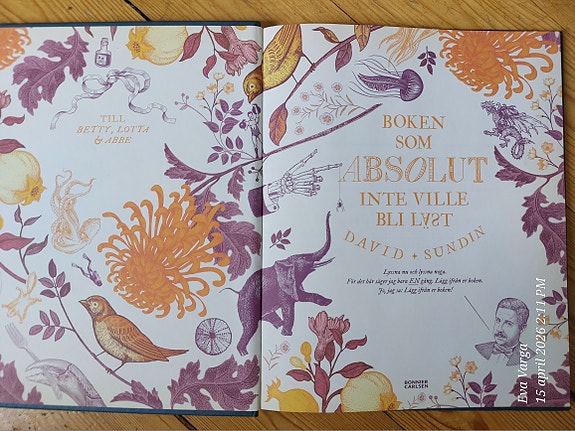 TILL
BETTY, LOTTA
& ABBE
BOKEN
SOM
ABSOLUT
INTE VILLE
BLI LÄST
DAVID + SUNDIN
Lyssna nu och lyssna noga.
För det här säger jag bara EN gång. Lägg ifrån er boken.
Jo, jag sa: Lägg ifrån er boken!
BONNIER
CARLSEN
Eva Varga
15 april 2026 2:11 PM